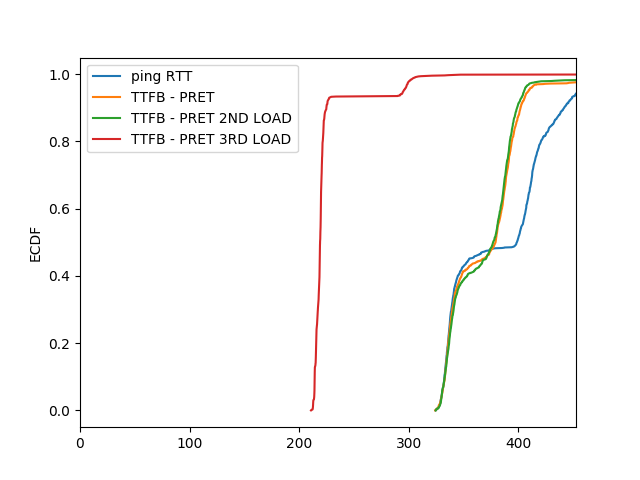 ping RTT
TTFB - PRET
TTFB - PRET 2ND LOAD
TTFB - PRET 3RD LOAD
ECDF
1.0
0.8
0.6
0.4
0.2
0.0
0 100 200 300 400